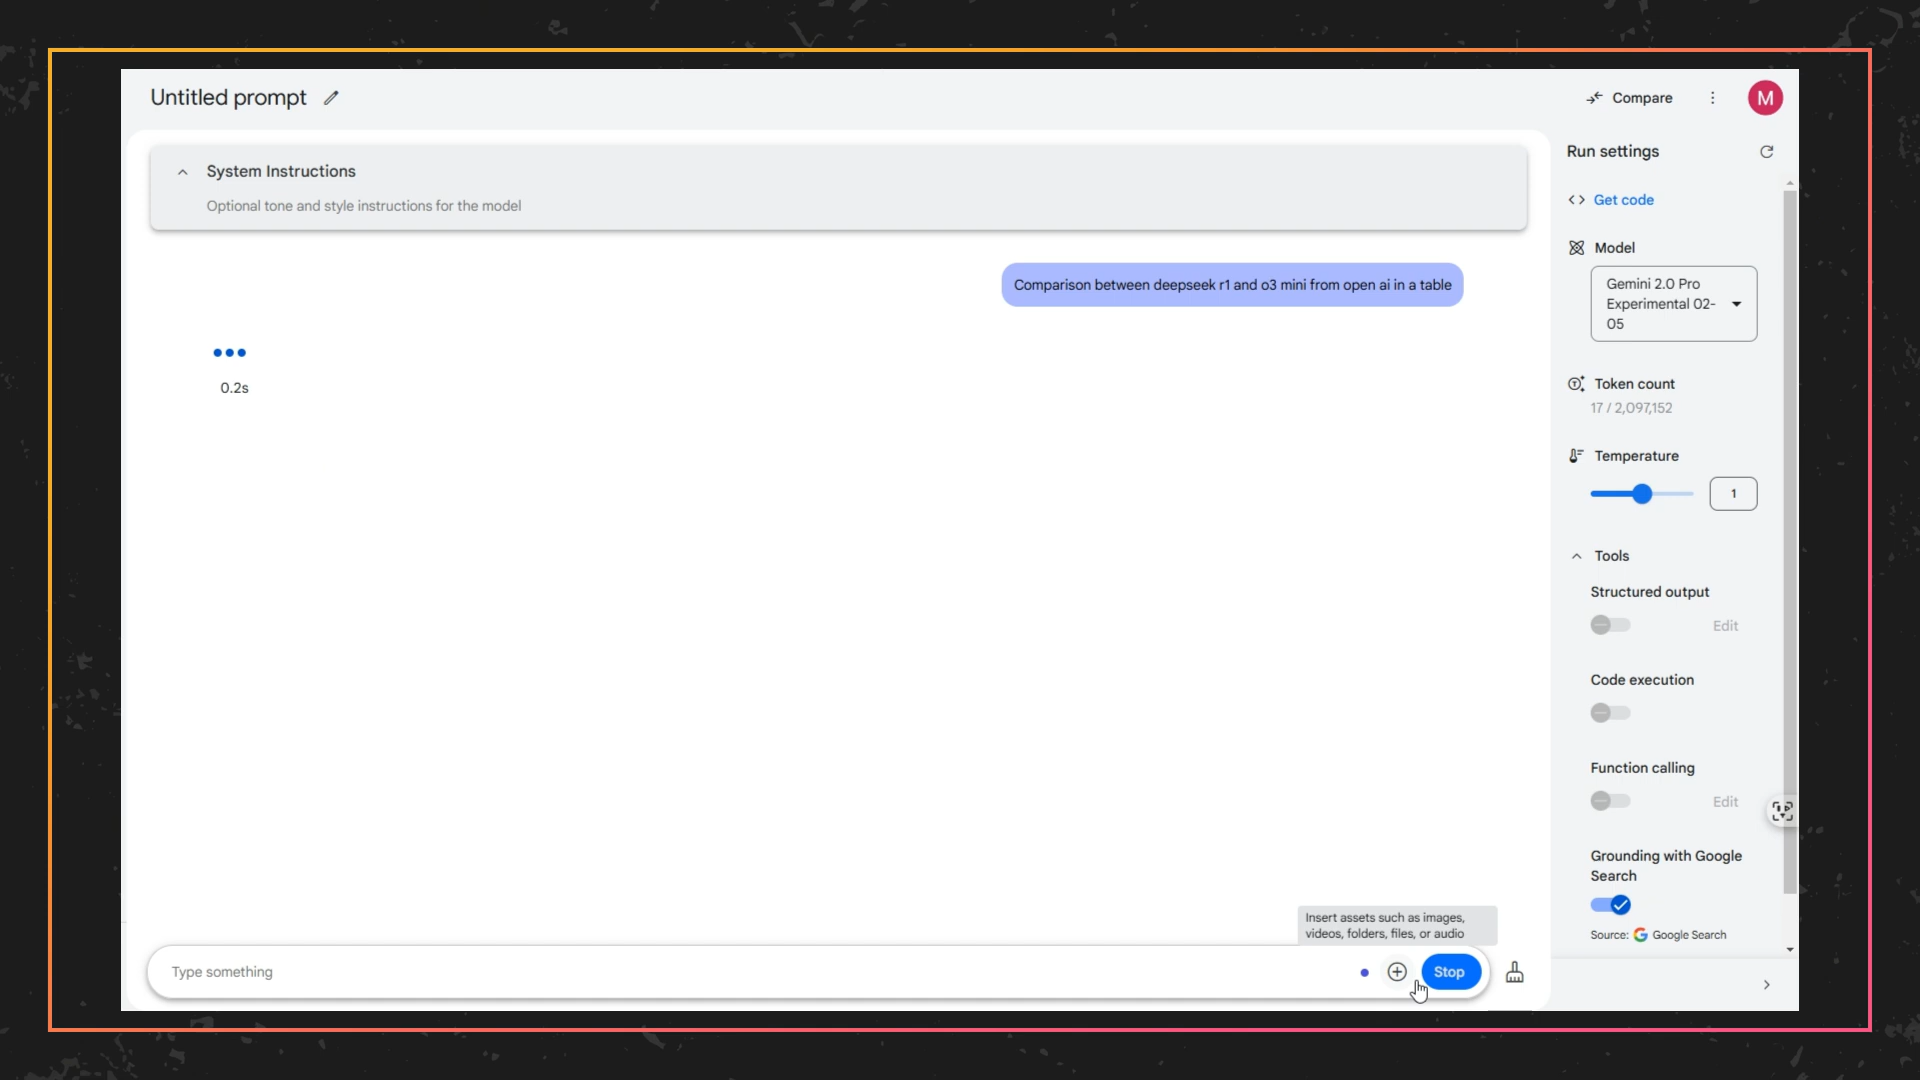 Untitled prompt
Compare
M
System Instructions
Optional tone and style instructions for the model
Comparison between deepseek r1 and o3 mini from open ai in a table
0.2s
Run settings
Get code
Model
Gemini 2.0 Pro
Experimental 02-
05
Token count
17 / 2,097,152
Temperature
1
Tools
Structured output
Edit
Code execution
Function calling
Edit
Grounding with Google
Search
Source: G Google Search
Insert assets such as images,
videos, folders, files, or audio
Type something
Stop